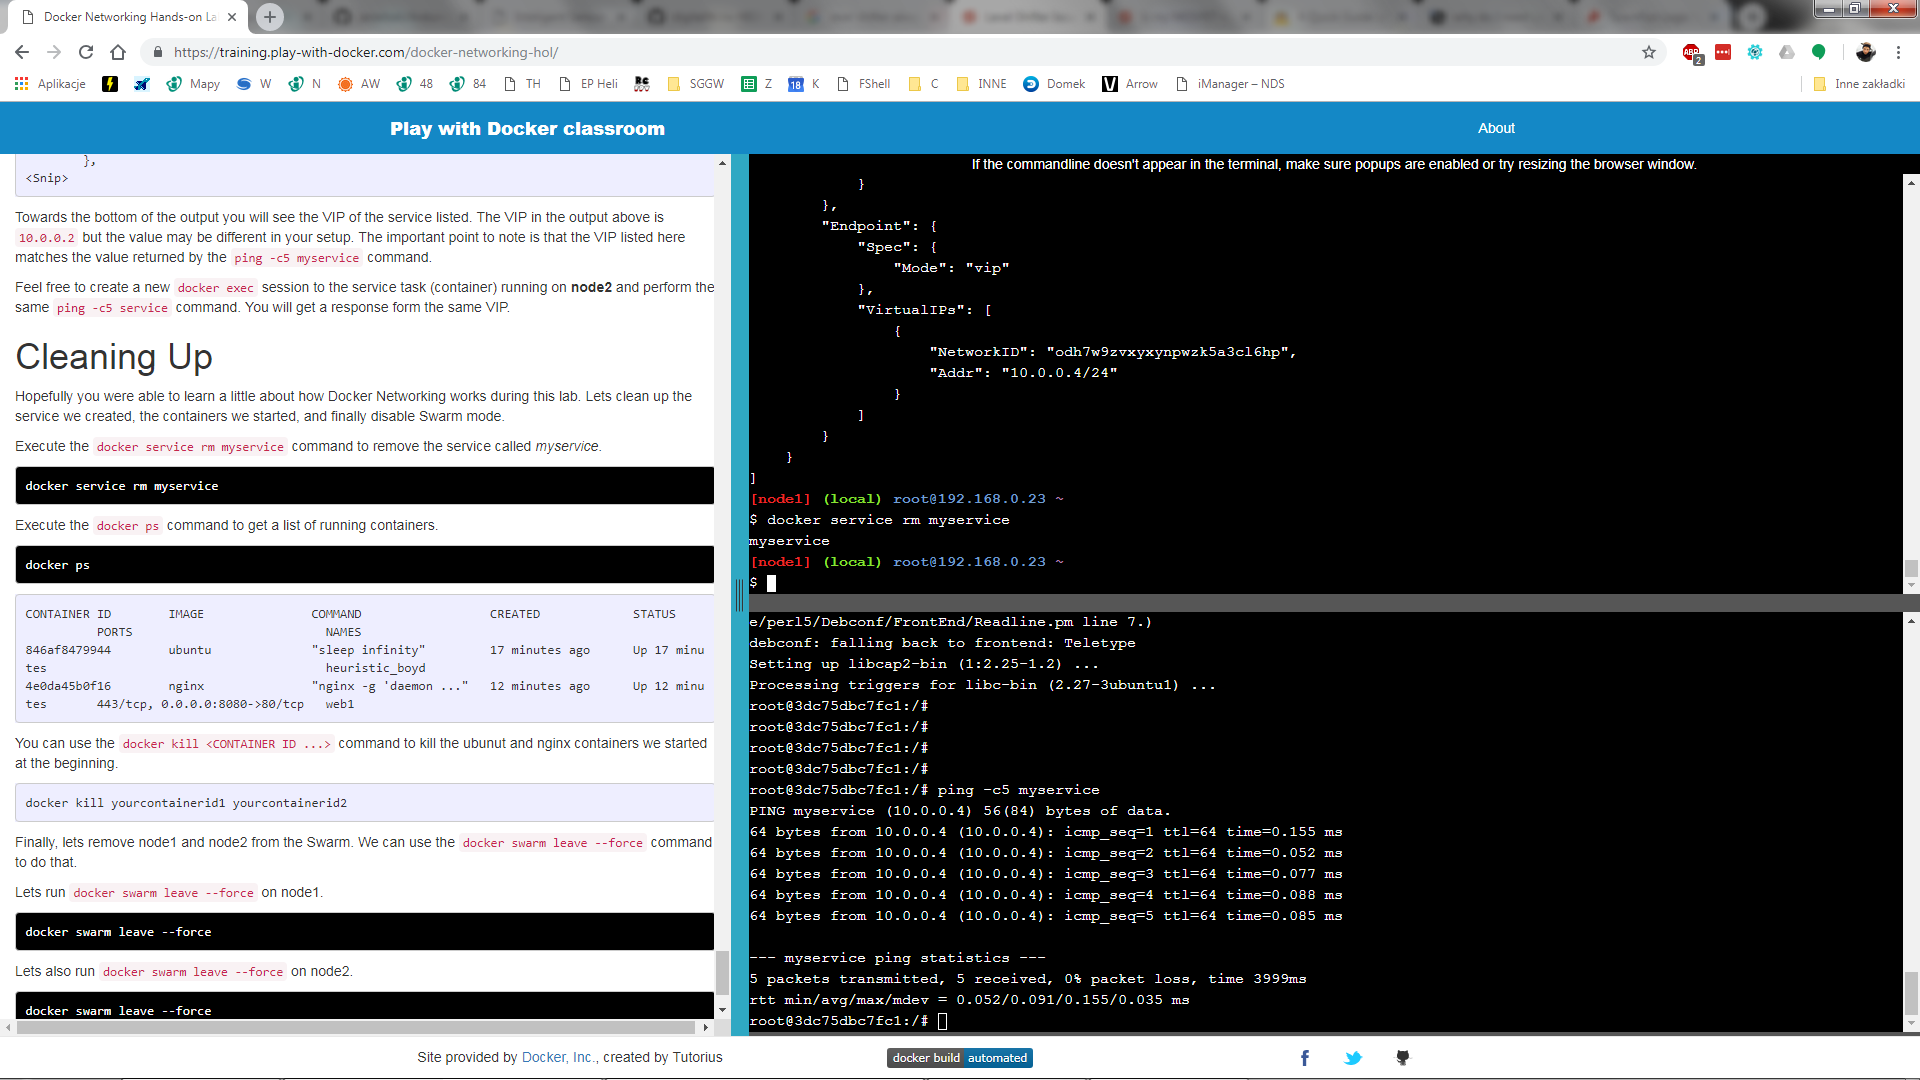 Docker Networking Hands-on La
https://training.play-with-docker.com/docker-networking-hol/
2
Aplikacje
Mapy
W
N
AW
48
84
TH
EP Heli
SGGW
Z
18
K
FShell
C
INNE
Domek
Arrow
iManager – NDS
Inne zakładki
Play with Docker classroom
About
},
<Snip>
Towards the bottom of the output you will see the VIP of the service listed. The VIP in the output above is
10.0.0.2 but the value may be different in your setup. The important point to note is that the VIP listed here
matches the value returned by the ping -c5 myservice command.
Feel free to create a new docker exec session to the service task (container) running on node2 and perform the
same ping -c5 service command. You will get a response form the same VIP.
Cleaning Up
Hopefully you were able to learn a little about how Docker Networking works during this lab. Lets clean up the
service we created, the containers we started, and finally disable Swarm mode.
Execute the docker service rm myservice command to remove the service called myservice.
docker service rm myservice
Execute the docker ps command to get a list of running containers.
docker ps
CONTAINER ID IMAGE COMMAND CREATED STATUS
PORTS NAMES
846af8479944 ubuntu "sleep infinity" 17 minutes ago Up 17 minu
tes heuristic_boyd
4e0da45b0f16 nginx "nginx -g 'daemon ..." 12 minutes ago Up 12 minu
tes 443/tcp, 0.0.0.0:8080->80/tcp web1
You can use the docker kill <CONTAINER ID ...> command to kill the ubunut and nginx containers we started
at the beginning.
docker kill yourcontainerid1 yourcontainerid2
Finally, lets remove node1 and node2 from the Swarm. We can use the docker swarm leave --force command
to do that.
Lets run docker swarm leave --force on node1.
docker swarm leave --force
Lets also run docker swarm leave --force on node2.
docker swarm leave --force
If the commandline doesn't appear in the terminal, make sure popups are enabled or try resizing the browser window.
}
},
"Endpoint": {
"Spec": {
"Mode": "vip"
},
"VirtualIPs": [
{
"NetworkID": "odh7w9zvxyxynpwzk5a3cl6hp",
"Addr": "10.0.0.4/24"
}
]
}
}
]
[node1] (local) root@192.168.0.23 ~
$ docker service rm myservice
myservice
[node1] (local) root@192.168.0.23 ~
$
e/perl5/Debconf/FrontEnd/Readline.pm line 7.)
debconf: falling back to frontend: Teletype
Setting up libcap2-bin (1:2.25-1.2) ...
Processing triggers for libc-bin (2.27-3ubuntu1) ...
root@3dc75dbc7fc1:/#
root@3dc75dbc7fc1:/#
root@3dc75dbc7fc1:/#
root@3dc75dbc7fc1:/#
root@3dc75dbc7fc1:/# ping -c5 myservice
PING myservice (10.0.0.4) 56(84) bytes of data.
64 bytes from 10.0.0.4 (10.0.0.4): icmp_seq=1 ttl=64 time=0.155 ms
64 bytes from 10.0.0.4 (10.0.0.4): icmp_seq=2 ttl=64 time=0.052 ms
64 bytes from 10.0.0.4 (10.0.0.4): icmp_seq=3 ttl=64 time=0.077 ms
64 bytes from 10.0.0.4 (10.0.0.4): icmp_seq=4 ttl=64 time=0.088 ms
64 bytes from 10.0.0.4 (10.0.0.4): icmp_seq=5 ttl=64 time=0.085 ms
--- myservice ping statistics ---
5 packets transmitted, 5 received, 0% packet loss, time 3999ms
rtt min/avg/max/mdev = 0.052/0.091/0.155/0.035 ms
root@3dc75dbc7fc1:/#
Site provided by Docker, Inc., created by Tutorius
docker build automated